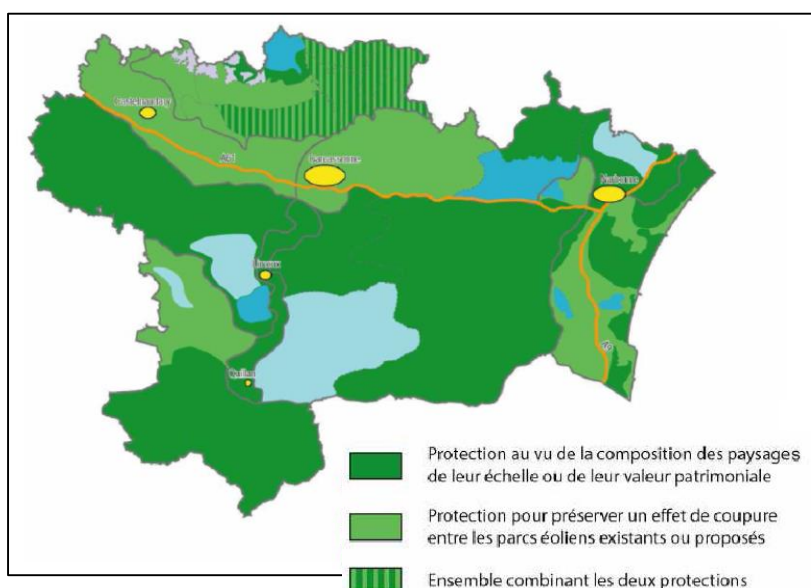 Castelnaudary
A61
Carcassonne
Narbonne
Limoux
A9
Quillan
Protection au vu de la composition des paysages
de leur échelle ou de leur valeur patrimoniale
Protection pour préserver un effet de coupure
entre les parcs éoliens existants ou proposés
Ensemble combinant les deux protections